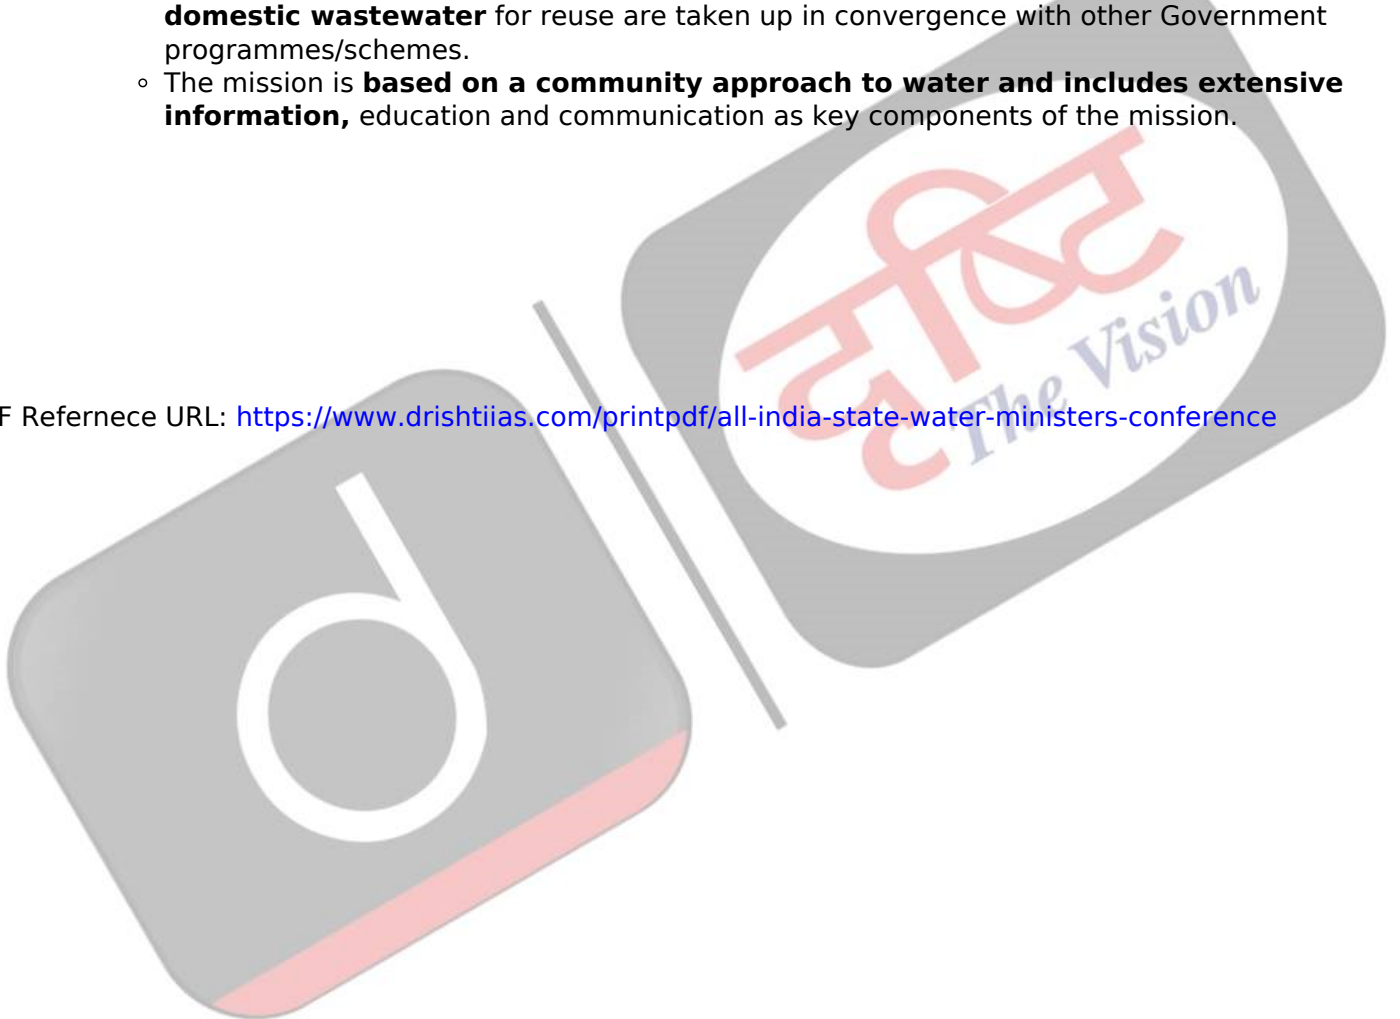 domestic wastewater for reuse are taken up in convergence with other Government
programmes/schemes.
The mission is based on a community approach to water and includes extensive
information, education and communication as key components of the mission.
दृष्टि
The Vision
F Refernece URL: https://www.drishtiias.com/printpdf/all-india-state-water-ministers-conference
d